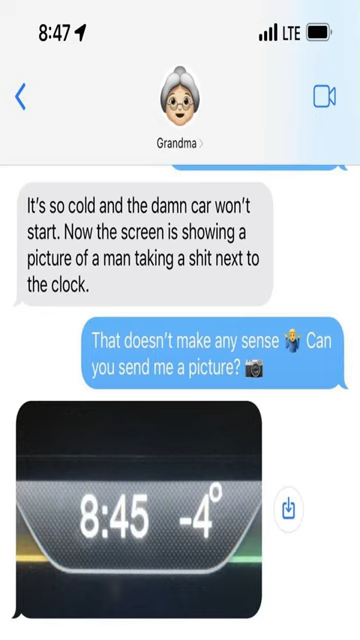 8:47
LTE
Grandma
It's so cold and the damn car won't
start. Now the screen is showing a
picture of a man taking a shit next to
the clock.
That doesn't make any sense 🤷‍♂️ Can
you send me a picture? 📷
8:45 -4°